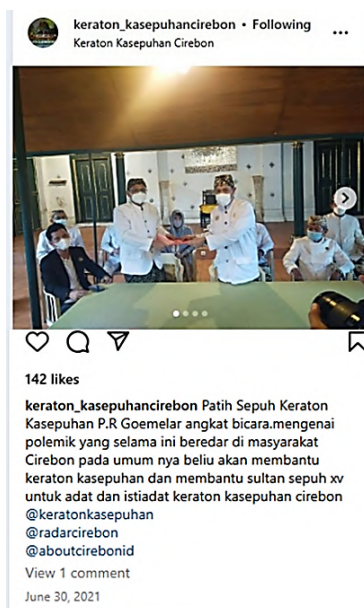 keraton_kasepuhancirebon • Following
Keraton Kasepuhan Cirebon
142 likes
keraton_kasepuhancirebon Patih Sepuh Keraton
Kasepuhan P.R Goemelar angkat bicara.mengenai
polemik yang selama ini beredar di masyarakat
Cirebon pada umum nya beliu akan membantu
keraton kasepuhan dan membantu sultan sepuh xv
untuk adat dan istiadat keraton kasepuhan cirebon
@keratonkasepuhan
@radarcirebon
@aboutcirebonid
View 1 comment
June 30, 2021